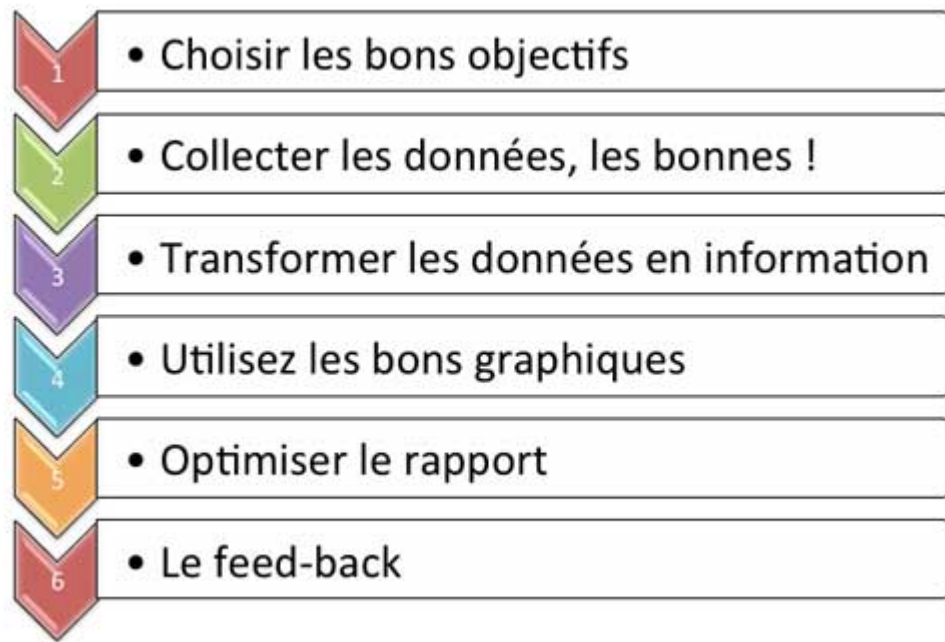 1 • Choisir les bons objectifs
2 • Collecter les données, les bonnes !
3 • Transformer les données en information
4 • Utilisez les bons graphiques
5 • Optimiser le rapport
6 • Le feed-back